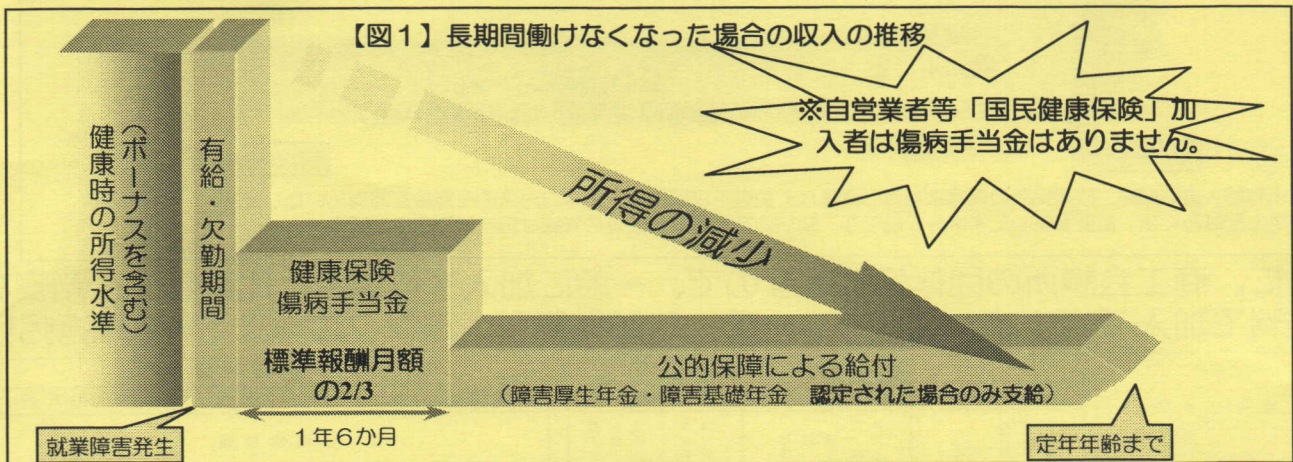 【図1】長期間働けなくなった場合の収入の推移
※自営業者等「国民健康保険」加
入者は傷病手当金はありません。
健康時の所得水準
（ボーナスを含む）
有給・欠勤期間
所得の減少
健康保険
傷病手当金
標準報酬月額
の2/3
公的保障による給付
（障害厚生年金・障害基礎年金　認定された場合のみ支給）
1年6か月
就業障害発生
定年年齢まで